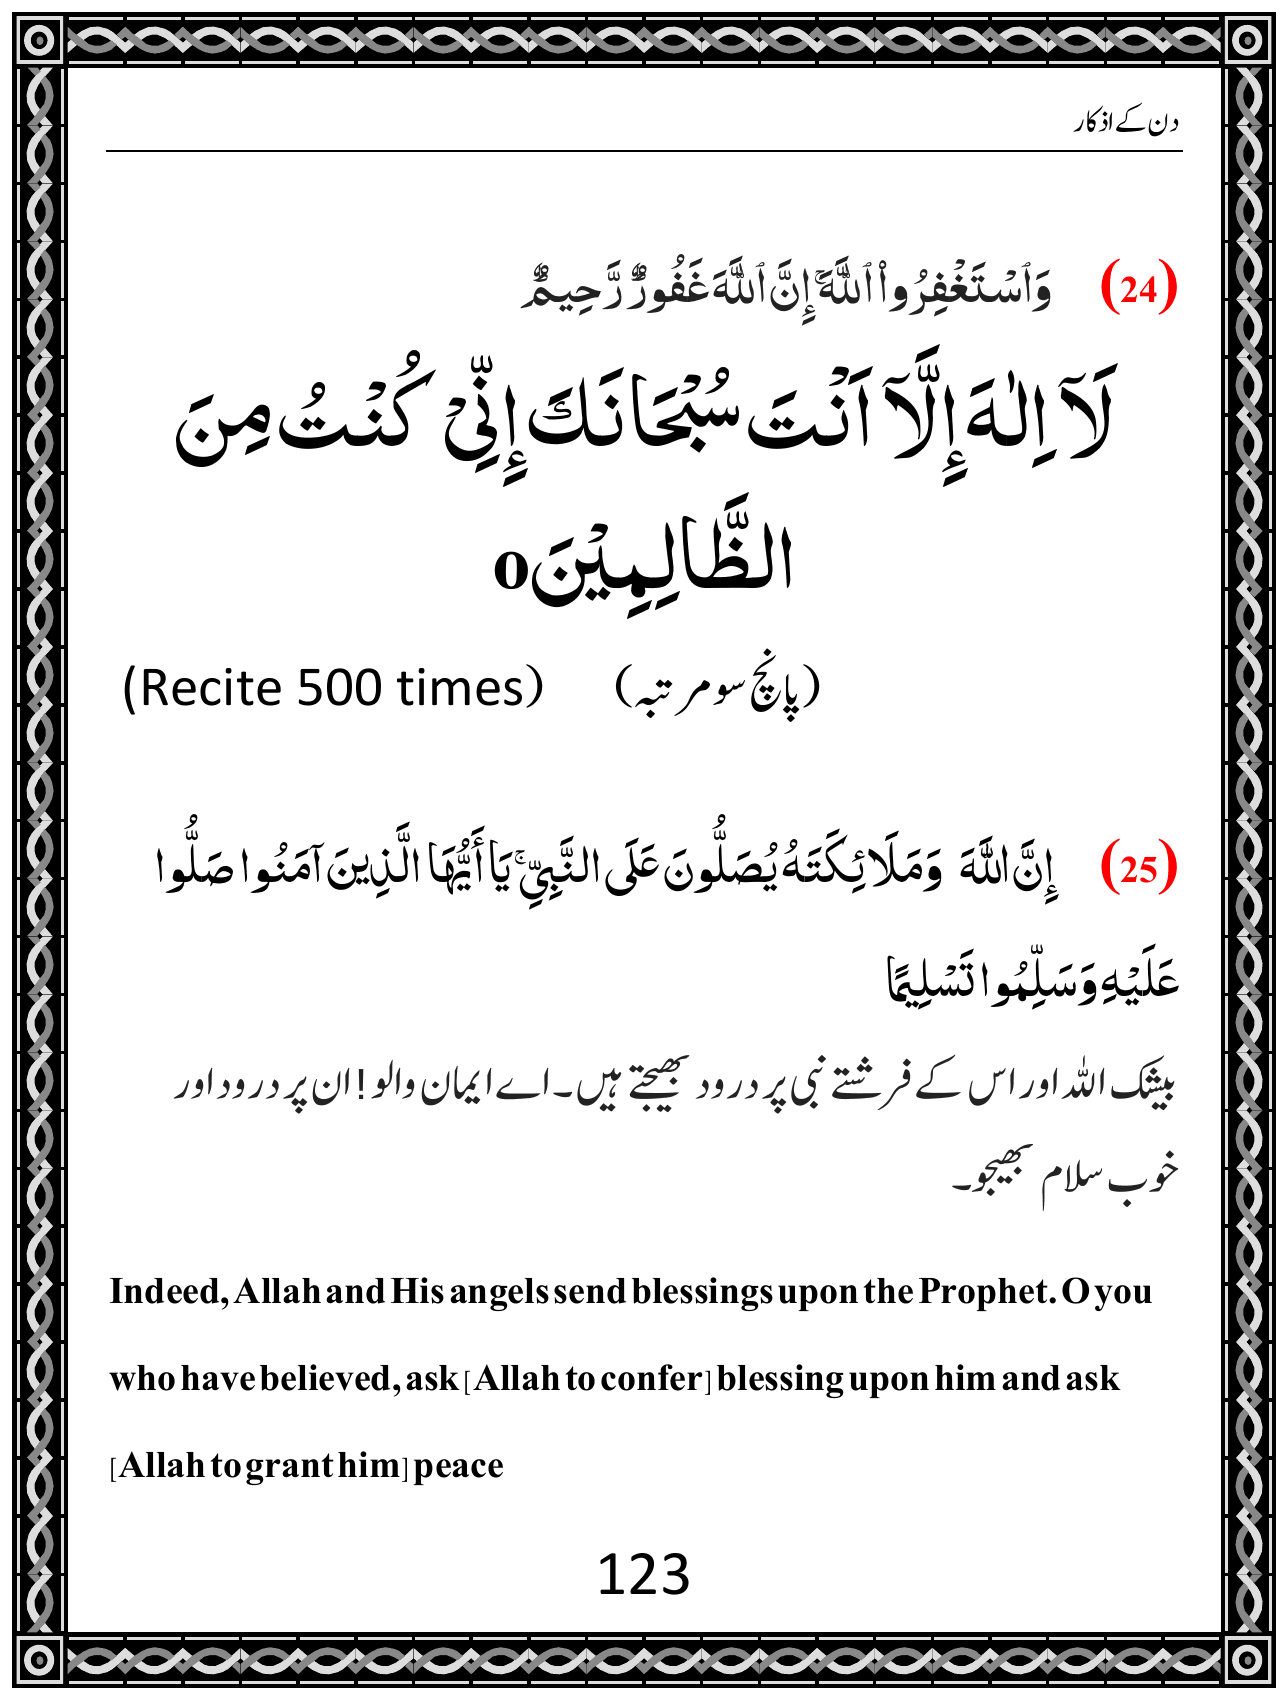 دن کے اذکار
(24) وَٱسْتَغْفِرُوا۟ ٱللَّهَ ۚ إِنَّ ٱللَّهَ غَفُورٌ رَّحِيمٌ
لَآ اِلٰهَ إِلَّآ اَنْتَ سُبْحَانَكَ إِنِّىْ كُنْتُ مِنَ
الظَّالِمِيْنَo
(پانچ سو مرتبہ) (Recite 500 times)
(25) إِنَّ اللَّهَ وَمَلَائِكَتَهُ يُصَلُّونَ عَلَى النَّبِيِّ ۚ يَا أَيُّهَا الَّذِينَ آمَنُوا صَلُّوا
عَلَيْهِ وَسَلِّمُوا تَسْلِيمًا
بیشک اللہ اور اس کے فرشتے نبی پر درود بھیجتے ہیں۔ اے ایمان والو! ان پر درود اور
خوب سلام بھیجو۔
Indeed, Allah and His angels send blessings upon the Prophet. O you
who have believed, ask [Allah to confer] blessing upon him and ask
[Allah to grant him] peace
123